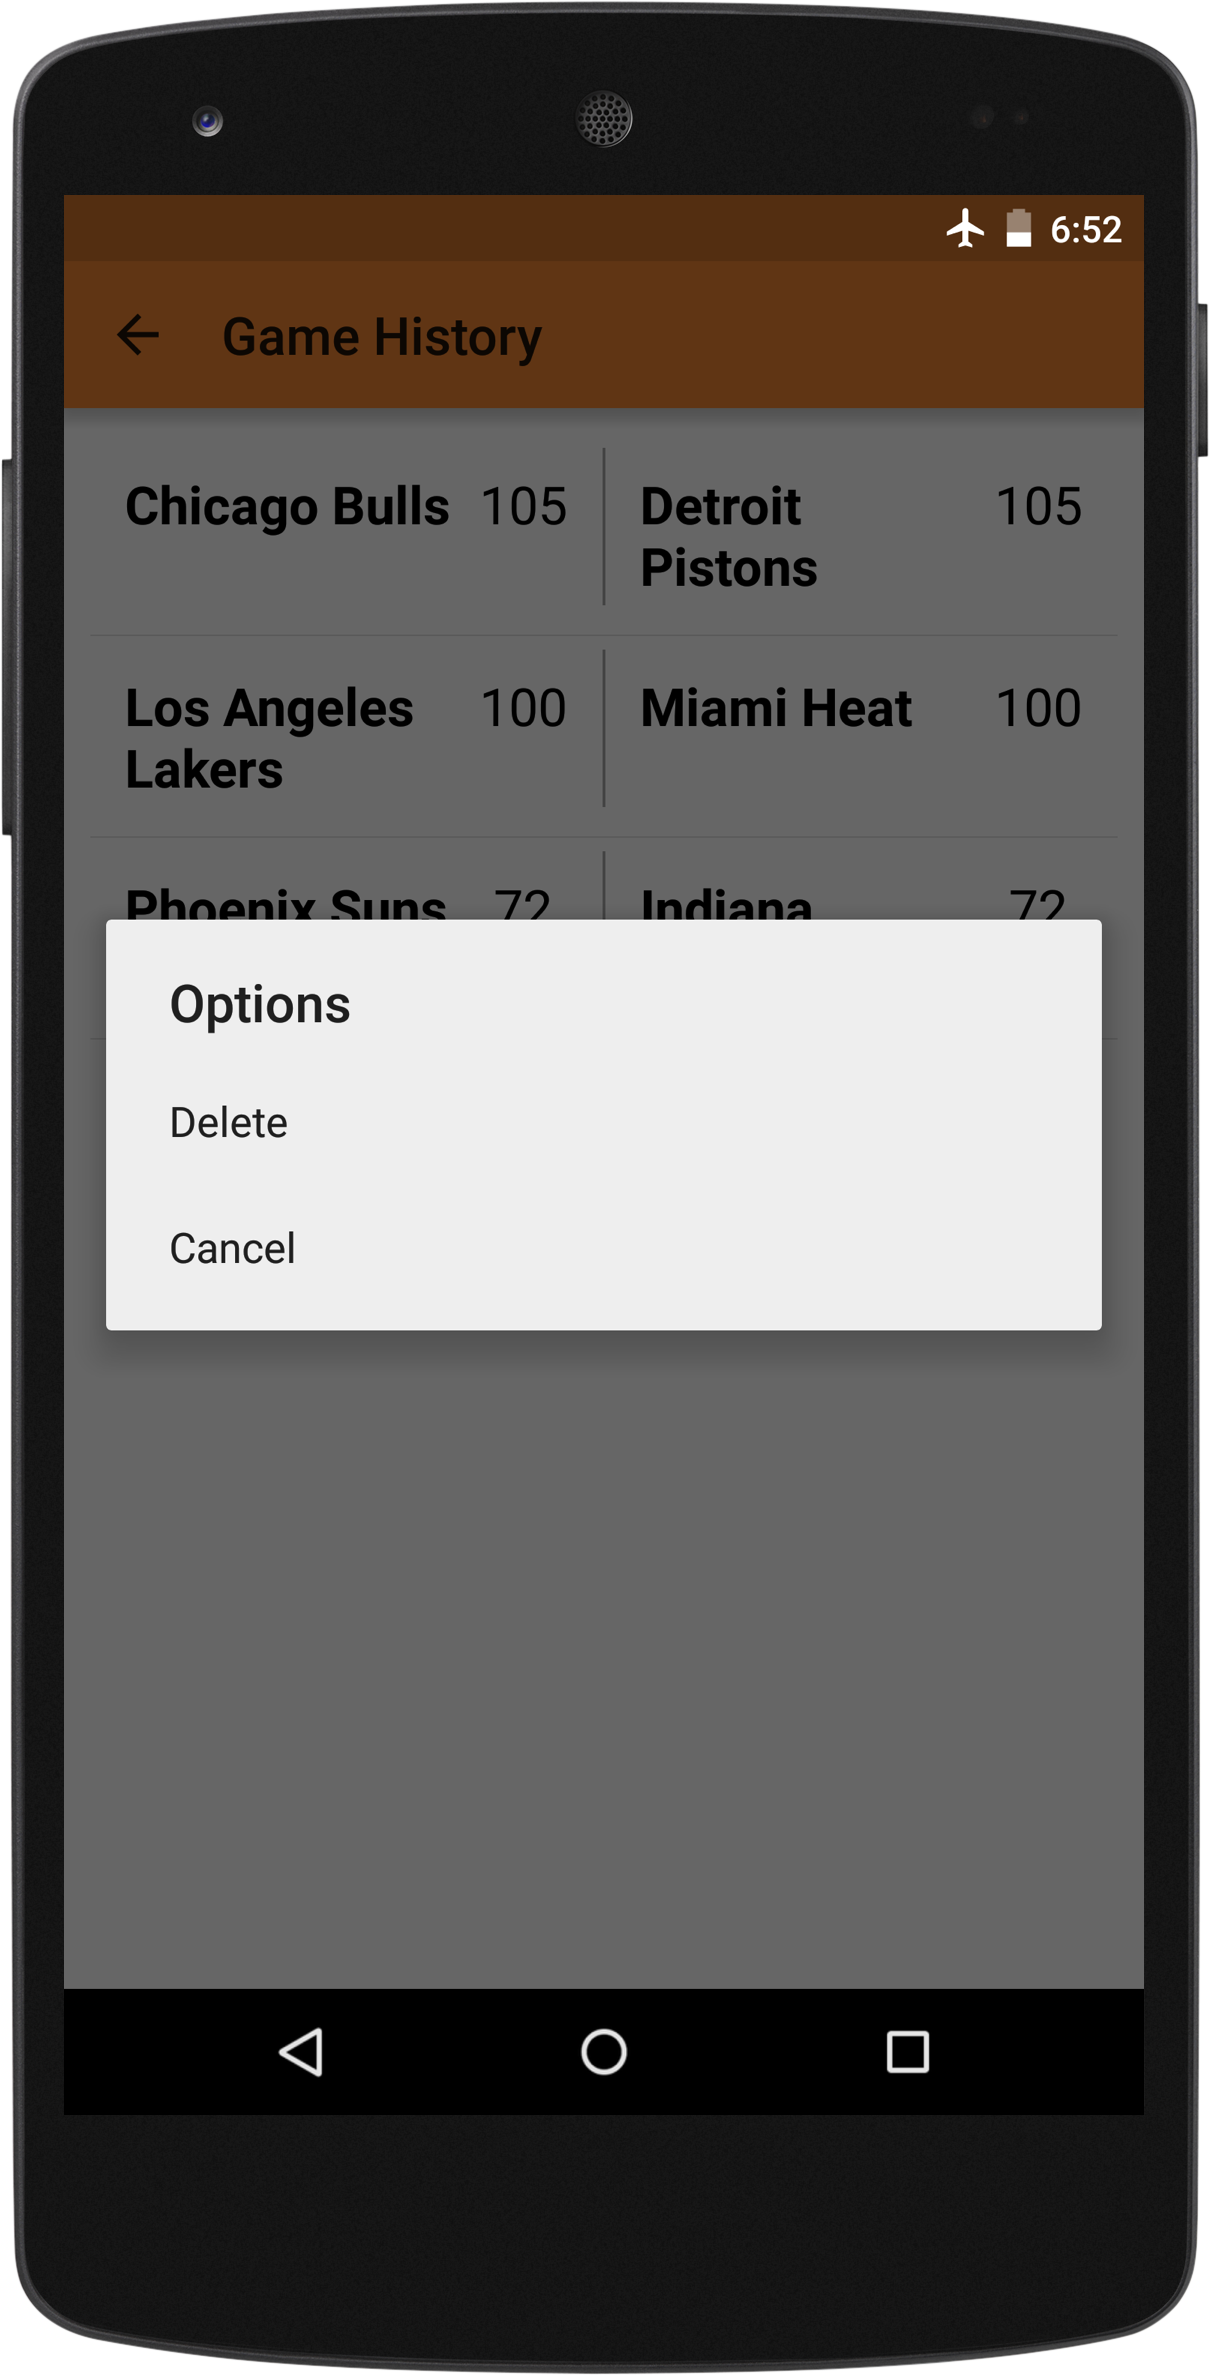 6:52
Game History
Chicago Bulls 105 Detroit 105
Pistons
Los Angeles 100 Miami Heat 100
Lakers
Phoenix Suns 72 Indiana 72
Options
Delete
Cancel